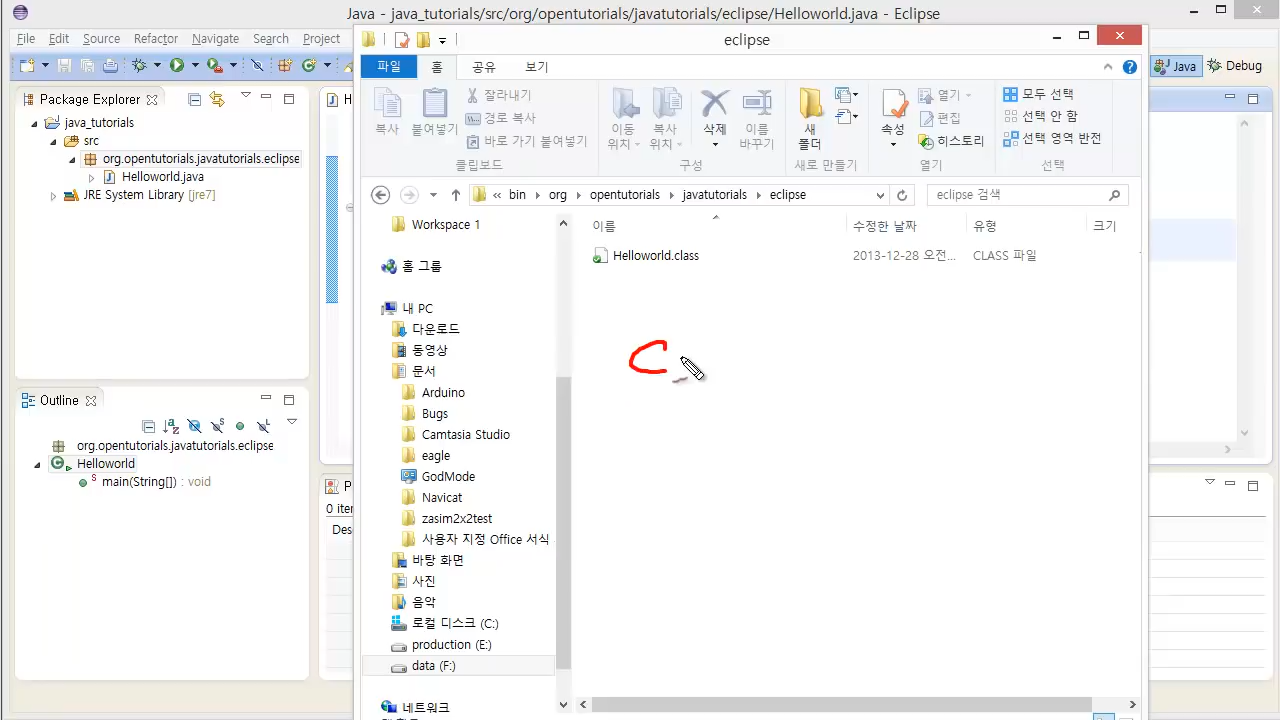 Java - java_tutorials/src/org/opentutorials/javatutorials/eclipse/Helloworld.java - Eclipse
File Edit Source Refactor Navigate Search Project
eclipse
파일 홈 공유 보기
Java Debug
Package Explorer
java_tutorials
src
org.opentutorials.javatutorials.eclipse
Helloworld.java
JRE System Library [jre7]
복사
붙여넣기
잘라내기
경로 복사
바로 가기 붙여넣기
클립보드
이동 위치
복사 위치
삭제
이름 바꾸기
구성
새 폴더
새로 만들기
속성
열기
편집
히스토리
열기
모두 선택
선택 안 함
선택 영역 반전
선택
« bin org opentutorials javatutorials eclipse
eclipse 검색
이름 수정한 날짜 유형 크기
Helloworld.class 2013-12-28 오전... CLASS 파일
C
Workspace 1
홈 그룹
내 PC
다운로드
동영상
문서
Arduino
Bugs
Camtasia Studio
eagle
GodMode
Navicat
zasim2x2test
사용자 지정 Office 서식
바탕 화면
사진
음악
로컬 디스크 (C:)
production (E:)
data (F:)
네트워크
Outline
org.opentutorials.javatutorials.eclipse
Helloworld
main(String[]) : void
H
P
0 iter
Des